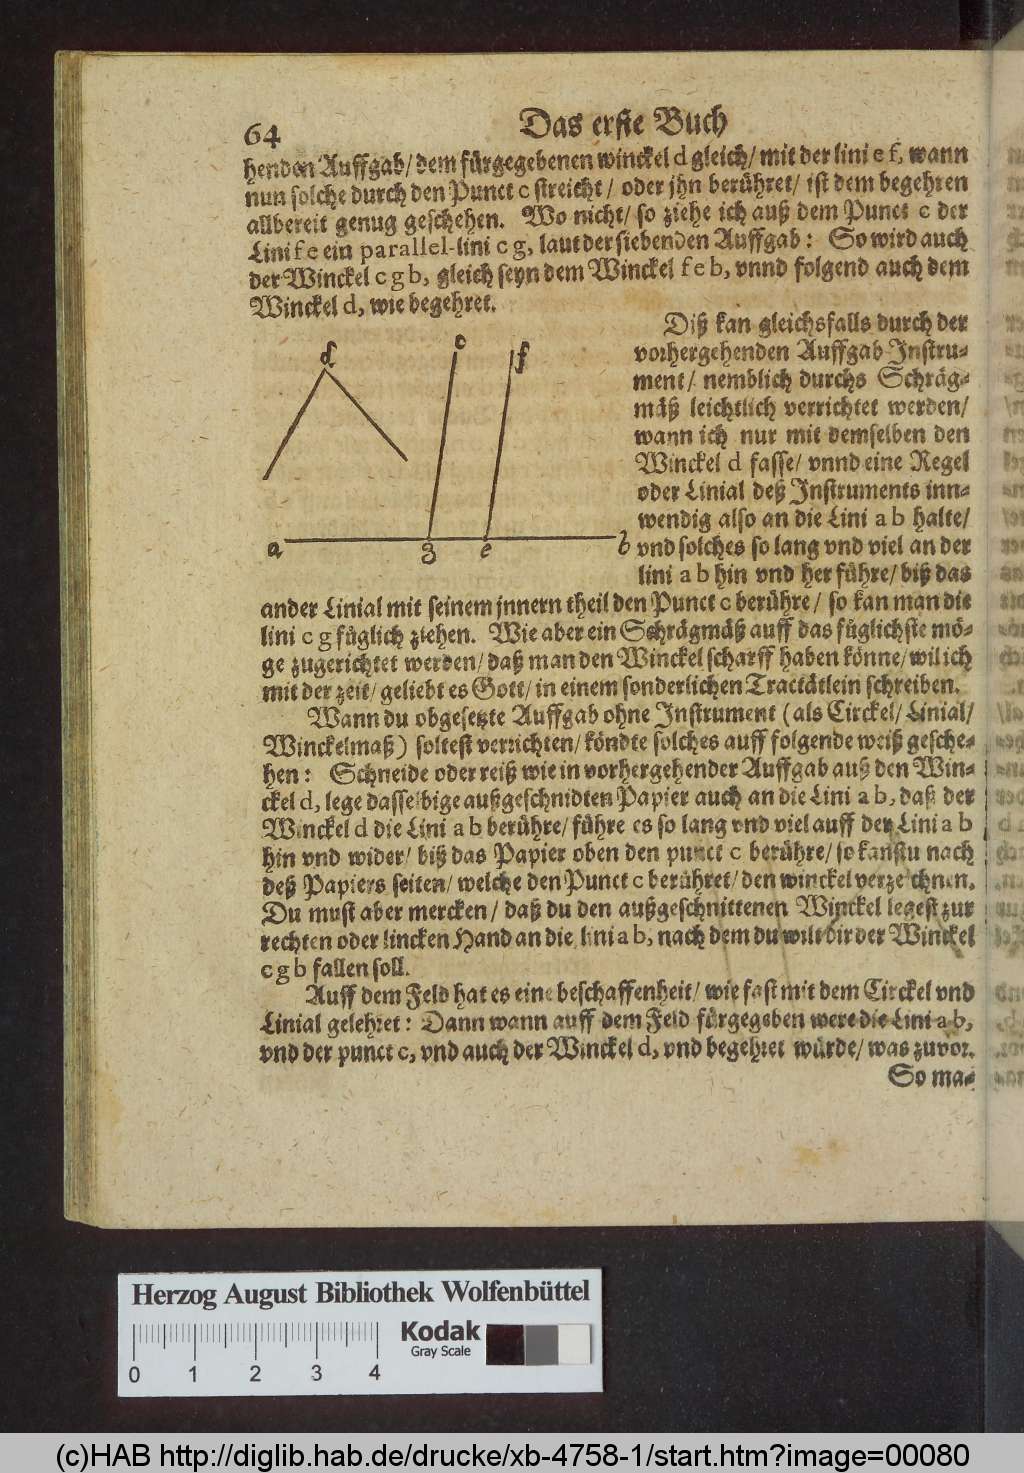 64 Das erste Buch
henden Auffgab/ dem fürgegebenen winckel d gleich/ mit der lini e f, wann
nun solche durch den Punct c streicht / oder jhn berühret/ ist dem begehren
allbereit genug geschehen. Wo nicht/ so ziehe ich auß dem Punct c der
Lini f e ein parallel-lini c g, laut der siebenden Auffgab: So wird auch
der Winckel c g b, gleich seyn dem Winckel f e b, vnnd folgend auch dem
Winckel d, wie begehret.
Diß kan gleichsfalls durch der
vorhergehenden Auffgab Instru-
ment/ nemblich durchs Schräg-
mäß leichtlich verrichtet werden/
wann ich nur mit demselben den
Winckel d fasse/ vnnd eine Regel
oder Linial deß Instruments inn-
wendig also an die Lini a b halte/
vnd solches so lang vnd viel an der
lini a b hin vnd her führe/ biß das
d c f
a g e b
ander Linial mit seinem jnnern theil den Punct c berühre / so kan man die
lini c g füglich ziehen. Wie aber ein Schrägmäß auff das füglichste mö-
ge zugerichtet werden/ daß man den Winckel scharff haben könne/ wil ich
mit der zeit/ geliebt es Gott/ in einem sonderlichen Tractätlein schreiben.
Wann du obgesetzte Auffgab ohne Instrument (als Circkel/ Linial/
Winckelmaß) soltest verrichten/ köndte solches auff folgende weiß gesche-
hen: Schneide oder reiß wie in vorhergehender Auffgab auß den Win-
ckel d, lege dasselbige außgeschnidten Papier auch an die Lini a b, daß der
Winckel d die Lini a b berühre/ führe es so lang vnd viel auff der Lini a b
hin vnd wider/ biß das Papier oben den punct c berühre/ so kanstu nach
deß Papiers seiten/ welche den Punct c berühret/ den winckel verzeichnen.
Du must aber mercken / daß du den außgeschnittenen Winckel legest zur
rechten oder lincken Hand an die lini a b, nach dem du wilt dir der Winckel
c g b fallen soll.
Auff dem Feld hat es eine beschaffenheit/ wie fast mit dem Circkel vnd
Linial gelehret: Dann wann auff dem Feld fürgegeben were die Lini a b,
vnd der punct c, vnd auch der Winckel d, vnd begehret würde/ was zuvor.
So ma-
Herzog August Bibliothek Wolfenbüttel
Kodak
Gray Scale
0 1 2 3 4
(c)HAB http://diglib.hab.de/drucke/xb-4758-1/start.htm?image=00080